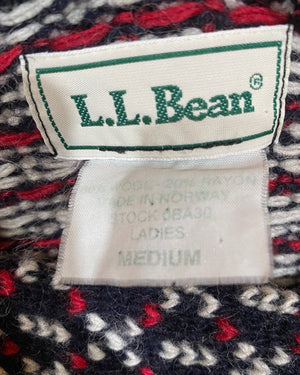 L.L.Bean®
WOOL - 20% RAYON
MADE IN NORWAY
STOCK 0BA30
LADIES
MEDIUM